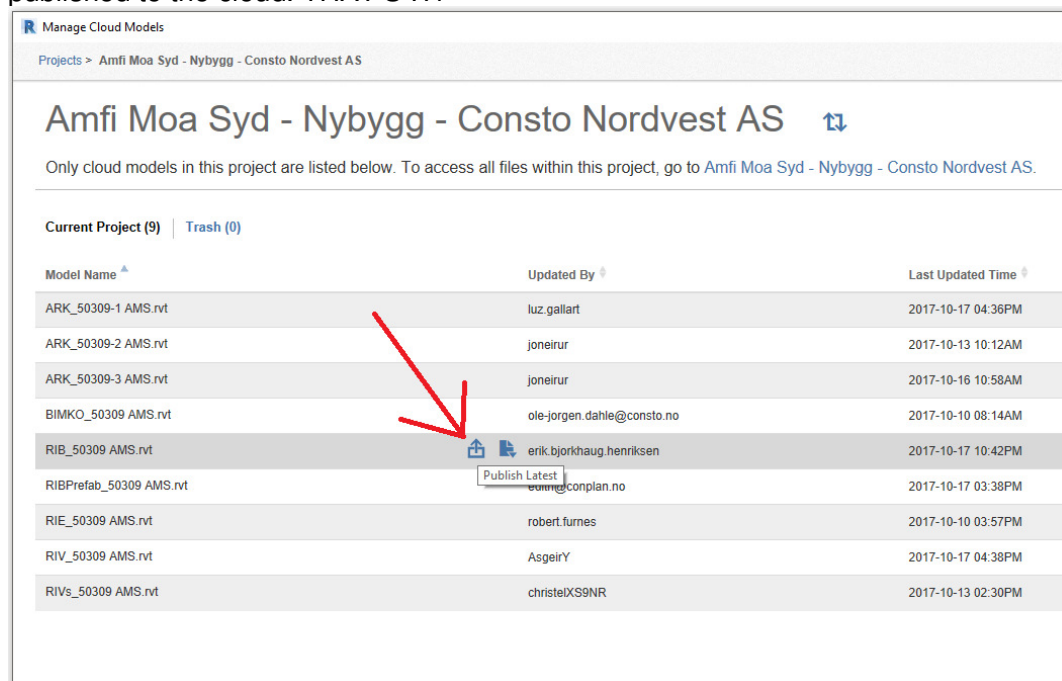 Manage Cloud Models
Projects > Amfi Moa Syd - Nybygg - Consto Nordvest AS
Amfi Moa Syd - Nybygg - Consto Nordvest AS
Only cloud models in this project are listed below. To access all files within this project, go to Amfi Moa Syd - Nybygg - Consto Nordvest AS.
Current Project (9) Trash (0)
Model Name Updated By Last Updated Time
ARK_50309-1 AMS.rvt luz.gallart 2017-10-17 04:36PM
ARK_50309-2 AMS.rvt joneirur 2017-10-13 10:12AM
ARK_50309-3 AMS.rvt joneirur 2017-10-16 10:58AM
BIMKO_50309 AMS.rvt ole-jorgen.dahle@consto.no 2017-10-10 08:14AM
RIB_50309 AMS.rvt erik.bjorkhaug.henriksen 2017-10-17 10:42PM
Publish Latest
RIBPrefab_50309 AMS.rvt edith@conplan.no 2017-10-17 03:38PM
RIE_50309 AMS.rvt robert.furnes 2017-10-10 03:57PM
RIV_50309 AMS.rvt AsgeirY 2017-10-17 04:38PM
RIVs_50309 AMS.rvt christelXS9NR 2017-10-13 02:30PM